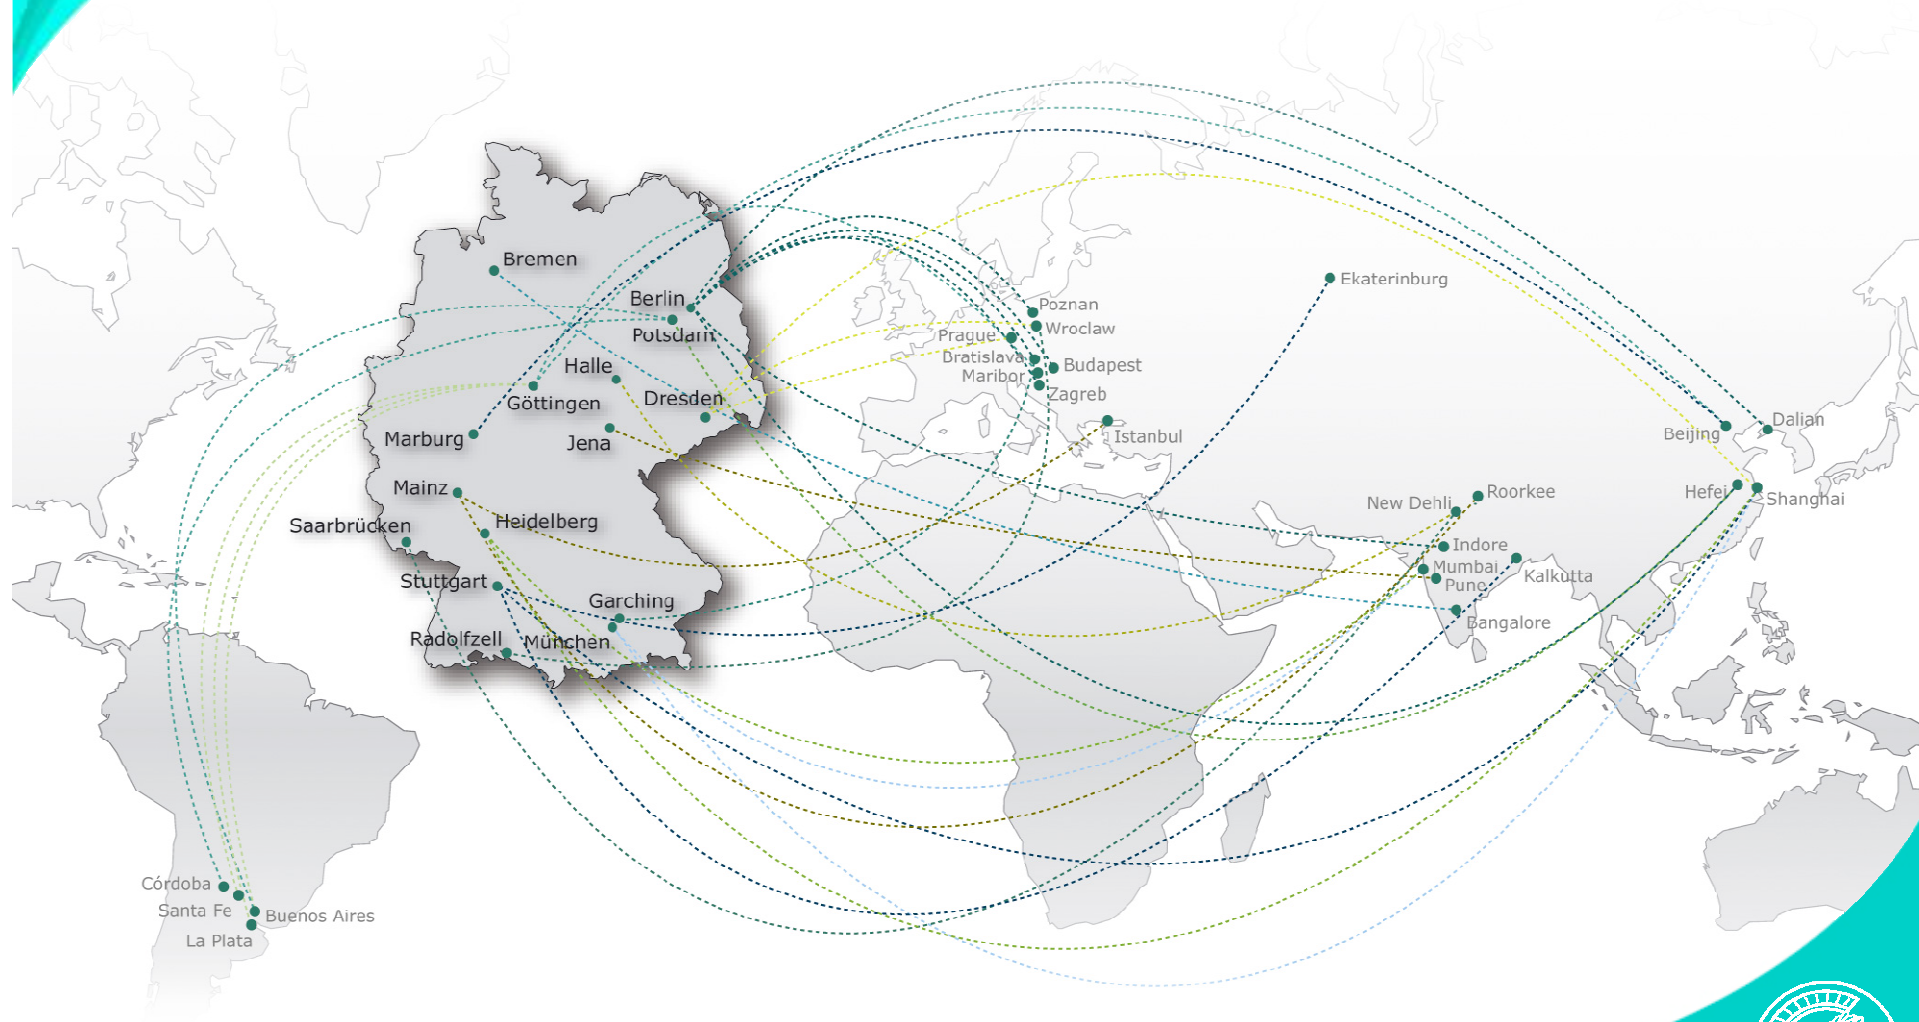 Bremen
Berlin
Potsdam
Halle
Göttingen
Dresden
Marburg
Jena
Mainz
Heidelberg
Saarbrücken
Stuttgart
Garching
Radolfzell
München
Ekaterinburg
Poznan
Wroclaw
Prague
Bratislava
Budapest
Maribor
Zagreb
Istanbul
Dalian
Beijing
Hefei
Shanghai
Roorkee
New Dehli
Indore
Mumbai
Pune
Kalkutta
Bangalore
Córdoba
Santa Fe
Buenos Aires
La Plata